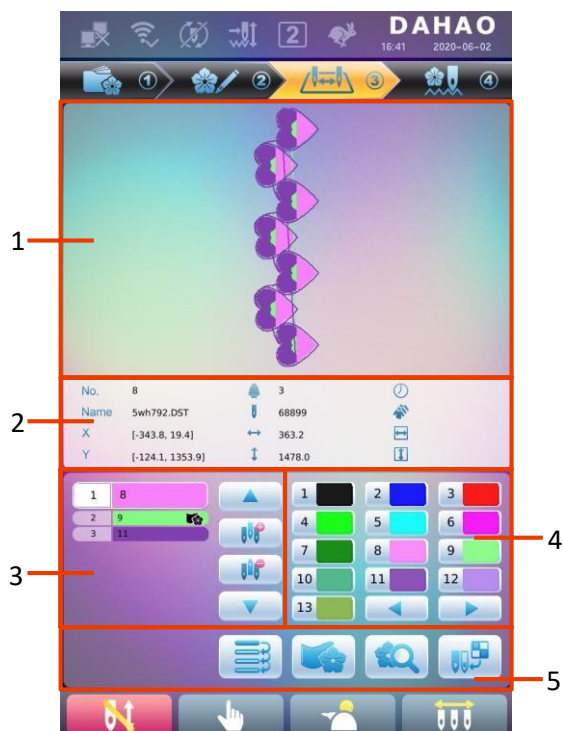 DAHAO
2
16:41 2020-06-02
① ② ③ ④
1
No. 8 3
2
Name 5wh792.DST 68899
X [-343.8, 19.4] 363.2
Y [-124.1, 1353.9] 1478.0
1 8
2 9
3 11
3
1 2 3
4 5 6
4
7 8 9
10 11 12
13
5